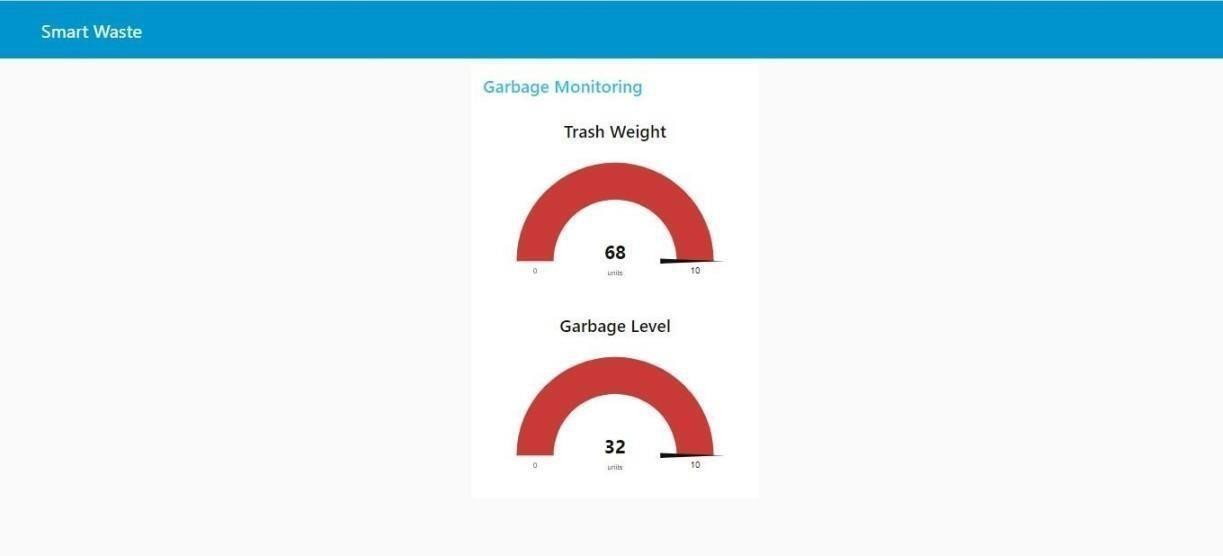 Smart Waste
Garbage Monitoring
Trash Weight
68
0 units 10
Garbage Level
32
0 units 10